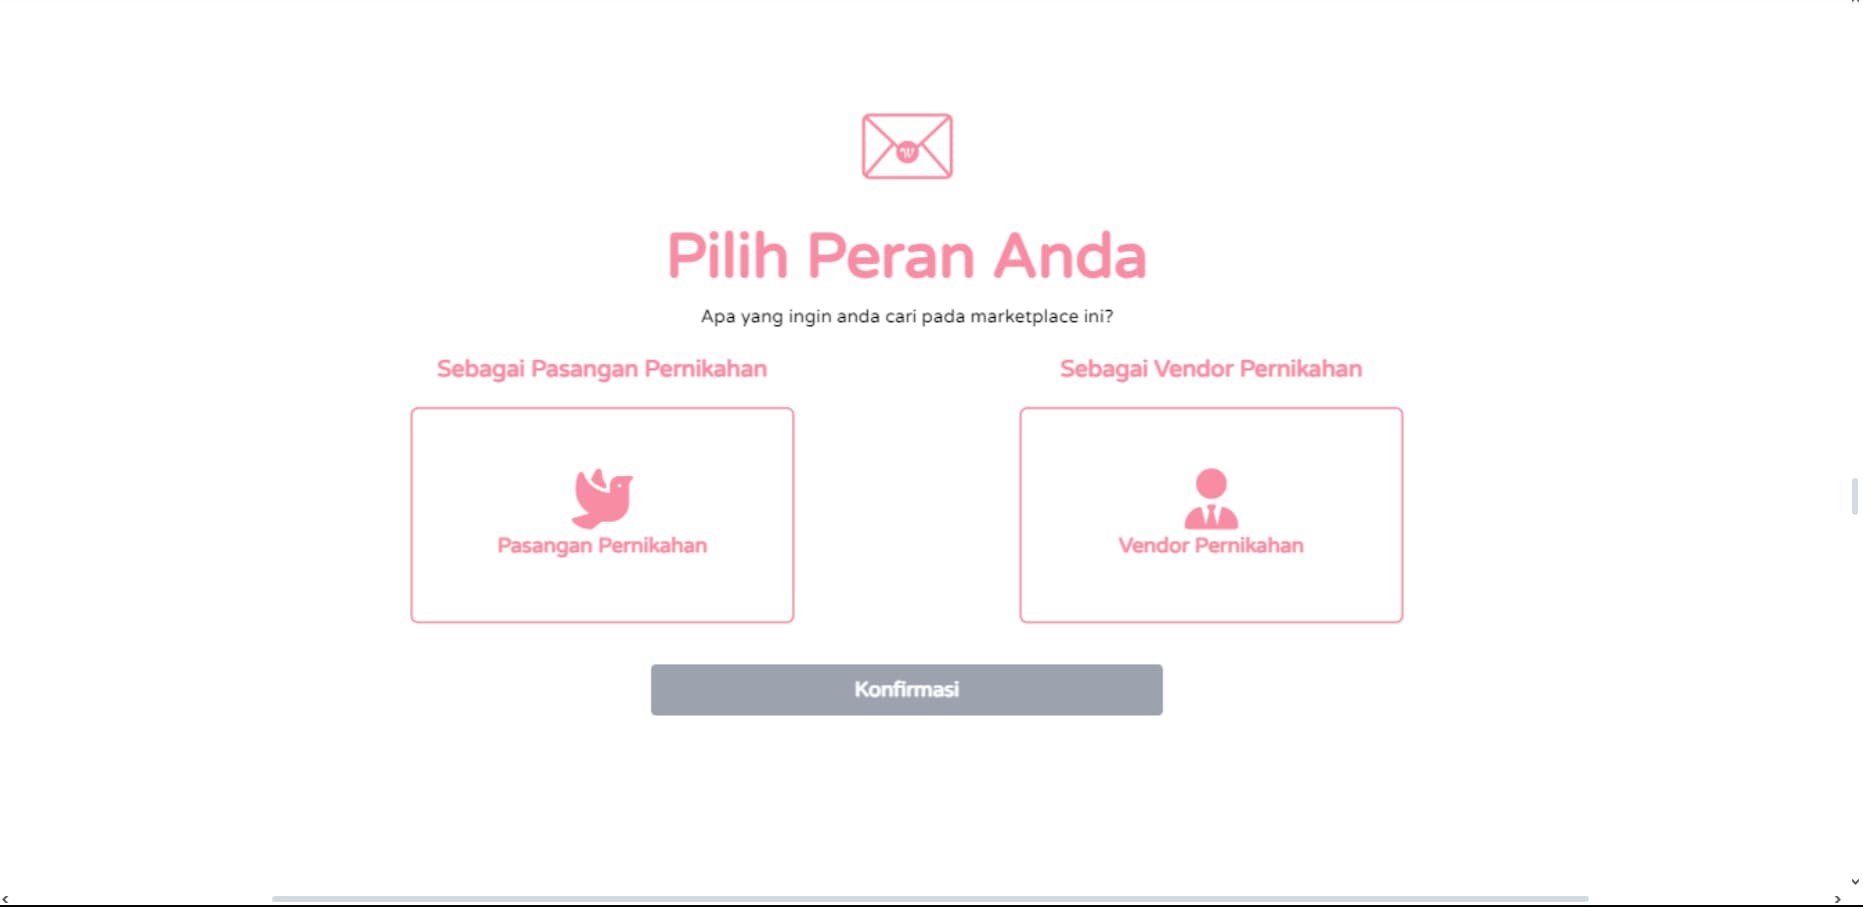 W
Pilih Peran Anda
Apa yang ingin anda cari pada marketplace ini?
Sebagai Pasangan Pernikahan
Sebagai Vendor Pernikahan
Pasangan Pernikahan
Vendor Pernikahan
Konfirmasi